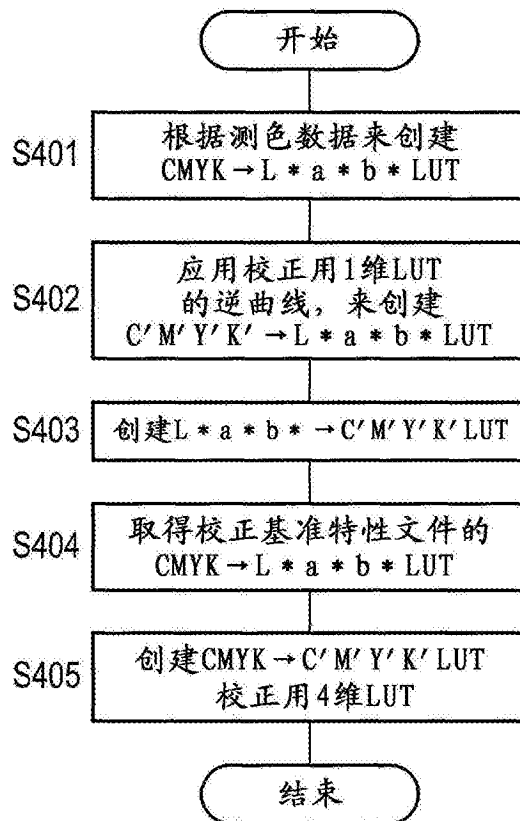 开始
S401
根据测色数据来创建
CMYK→L*a*b*LUT
S402
应用校正用1维LUT
的逆曲线，来创建
C′M′Y′K′→L*a*b*LUT
S403
创建L*a*b*→C′M′Y′K′LUT
S404
取得校正基准特性文件的
CMYK→L*a*b*LUT
S405
创建CMYK→C′M′Y′K′LUT
校正用4维LUT
结束